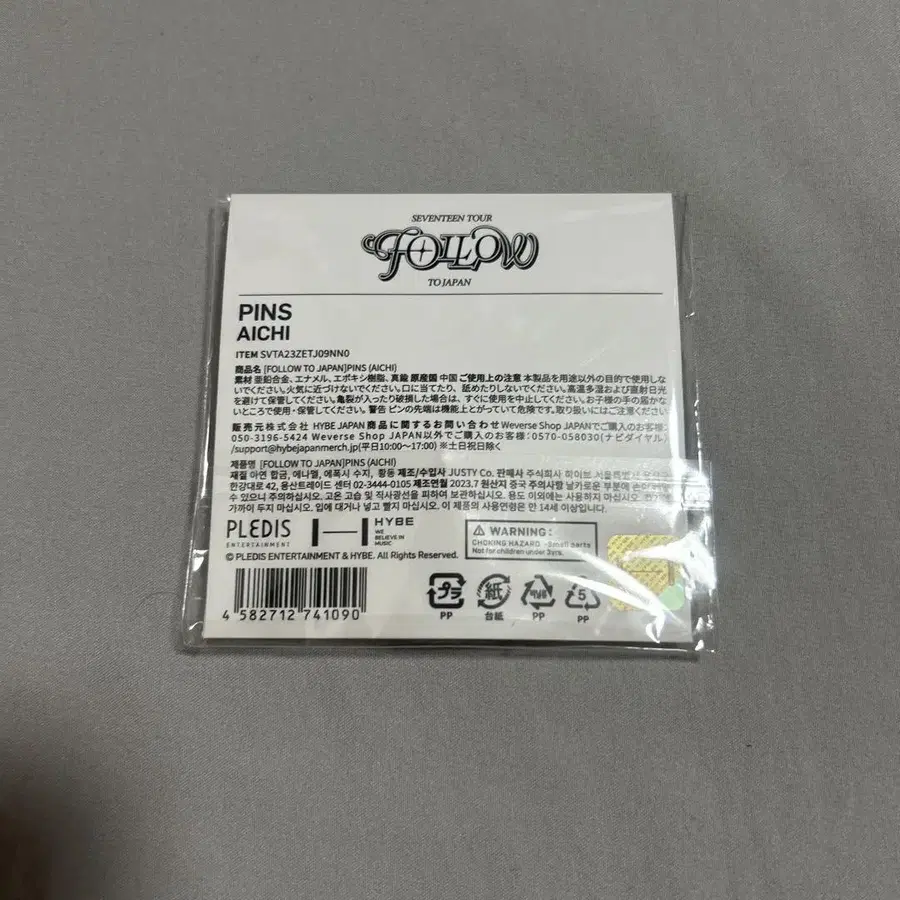 SEVENTEEN TOUR
FOLLOW
TO JAPAN
PINS
AICHI
ITEM SVTA23ZETJ09NN0
商品名 [FOLLOW TO JAPAN]PINS (AICHI)
素材 亜鉛合金、エナメル、エポキシ樹脂、真鍮 原産国 中国 ご使用上の注意 本製品を用途以外の目的で使用しな
いでください。火気に近づけないでください。口に当てたり、舐めたりしないでください。高温多湿および直射日光
を避けて保管してください。亀裂が入ったり破損した場合は、すぐに使用を中止してください。お子様の手の届かな
いところで使用・保管してください。警告 ピンの先端は機能上とがっていて危険です。取り扱いにはご注意ください
販売元 株式会社 HYBE JAPAN 商品に関するお問い合わせ Weverse Shop JAPANでご購入のお客様:
050-3196-5424 Weverse Shop JAPAN以外でご購入のお客様:0570-058030(ナビダイヤル)
/support@hybejapanmerch.jp(平日10:00~17:00) ※土日祝日除く
제품명 [FOLLOW TO JAPAN]PINS (AICHI)
재질 아연 합금, 에나멜, 에폭시 수지, 황동 제조/수입사 JUSTY Co. 판매사 주식회사 하이브 서울특별시 용산구
한강대로 42, 용산트레이드 센터 02-3444-0105 제조연월 2023.7 원산지 중국 주의사항 날카로운 부분에 손이
수 있으니 주의하십시오. 고온 고습 및 직사광선을 피하여 보관하십시오. 용도 이외에는 사용하지 마십시오.
가까이 두지 마십시오. 입에 대거나 넣고 빨지 마십시오. 이 제품의 사용연령은 만 14세 이상입니다.
PLEDIS
ENTERTAINMENT
HYBE
WE
BELIEVE IN
MUSIC
WARNING:
CHOKING HAZARD -Small parts
Not for children under 3yrs.
© PLEDIS ENTERTAINMENT & HYBE. All Rights Reserved.
4 582712 741090
プラ
PP
紙
台紙
PP
5
PP